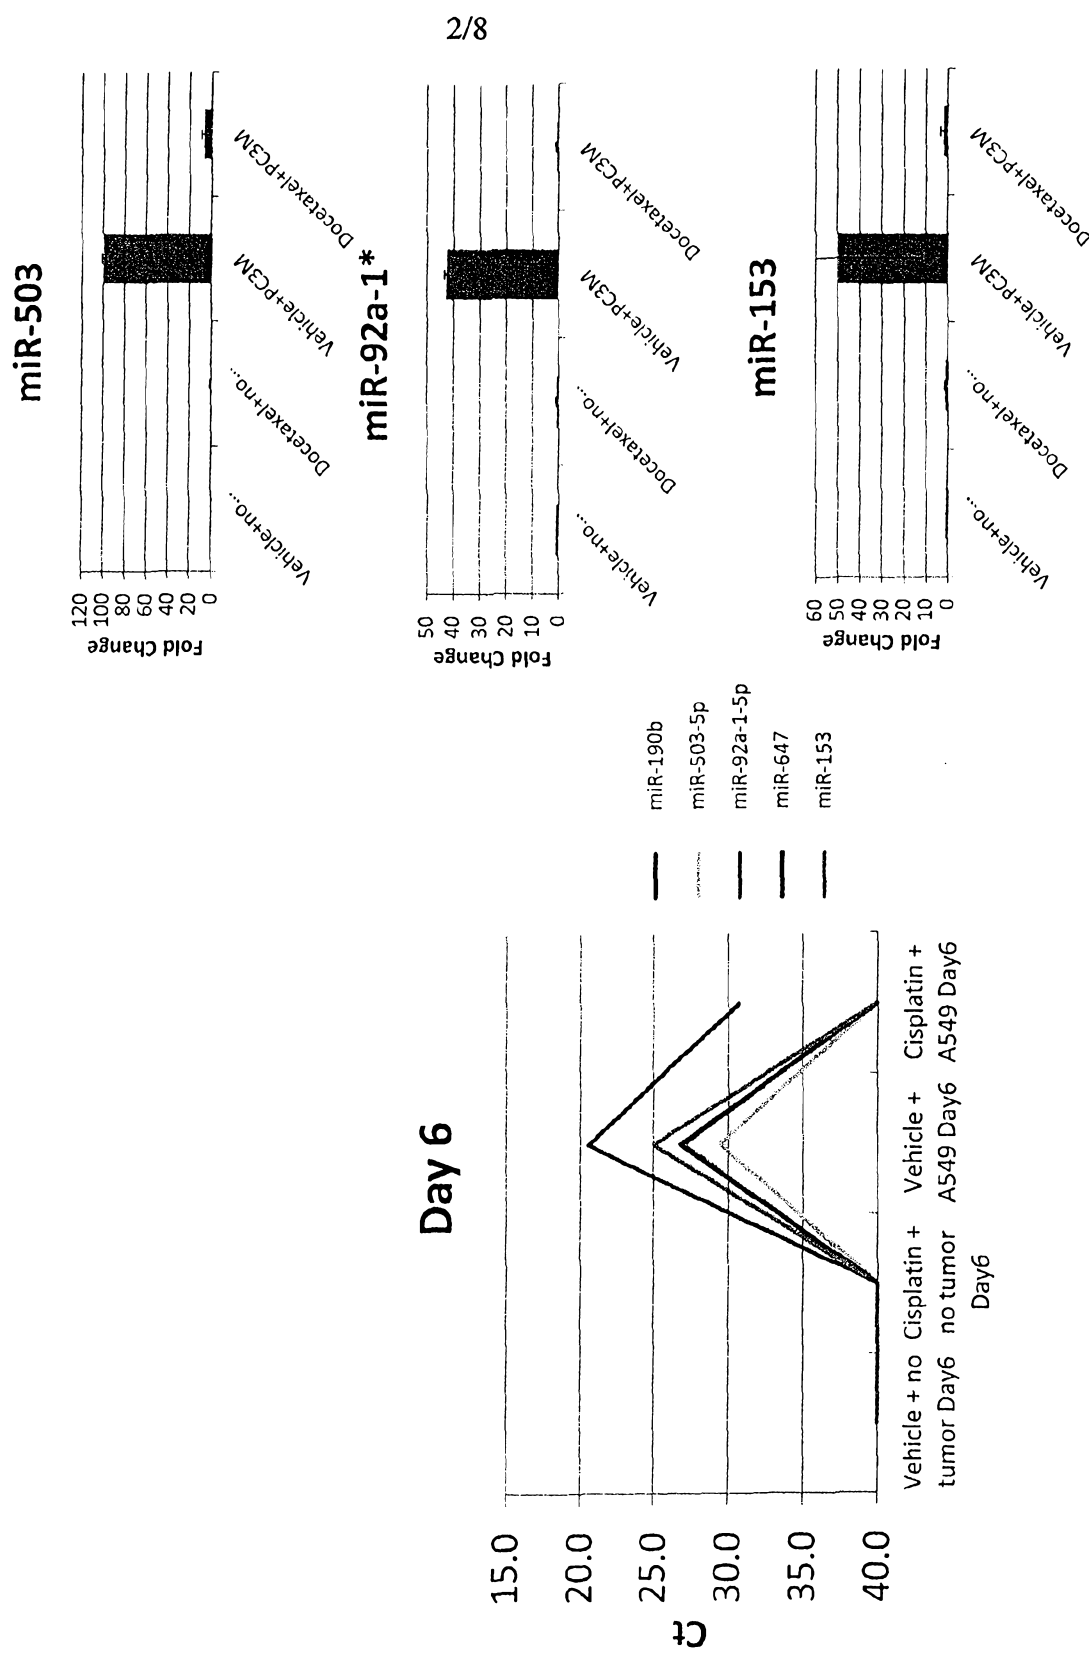 2/8
Day 6
Ct
15.0
20.0
25.0
30.0
35.0
40.0
Vehicle + no
tumor Day6
Cisplatin +
no tumor
Day6
Vehicle +
A549 Day6
Cisplatin +
A549 Day6
miR-190b
miR-503-5p
miR-92a-1-5p
miR-647
miR-153
miR-503
Fold Change
120
100
80
60
40
20
0
Vehicle+no...
Docetaxel+no...
Vehicle+PC3M
Docetaxel+PC3M
miR-92a-1*
Fold Change
50
40
30
20
10
0
Vehicle+no...
Docetaxel+no...
Vehicle+PC3M
Docetaxel+PC3M
miR-153
Fold Change
60
50
40
30
20
10
0
Vehicle+no...
Docetaxel+no...
Vehicle+PC3M
Docetaxel+PC3M